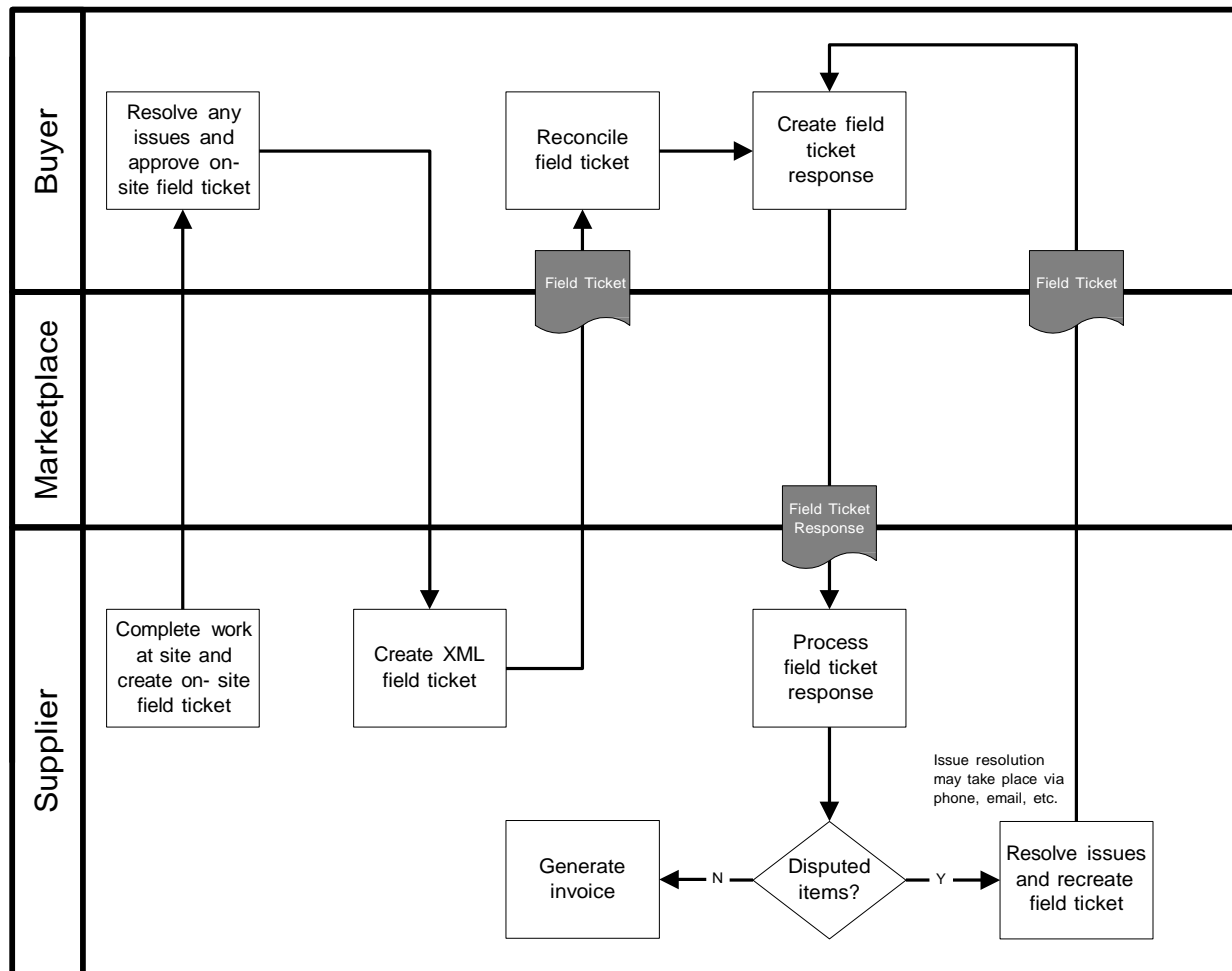 Buyer
Resolve any
issues and
approve on-
site field ticket
Reconcile
field ticket
Create field
ticket
response
Field Ticket
Field Ticket
Marketplace
Field Ticket
Response
Supplier
Complete work
at site and
create on- site
field ticket
Create XML
field ticket
Process
field ticket
response
Issue resolution
may take place via
phone, email, etc.
Generate
invoice
N
Disputed
items?
Y
Resolve issues
and recreate
field ticket